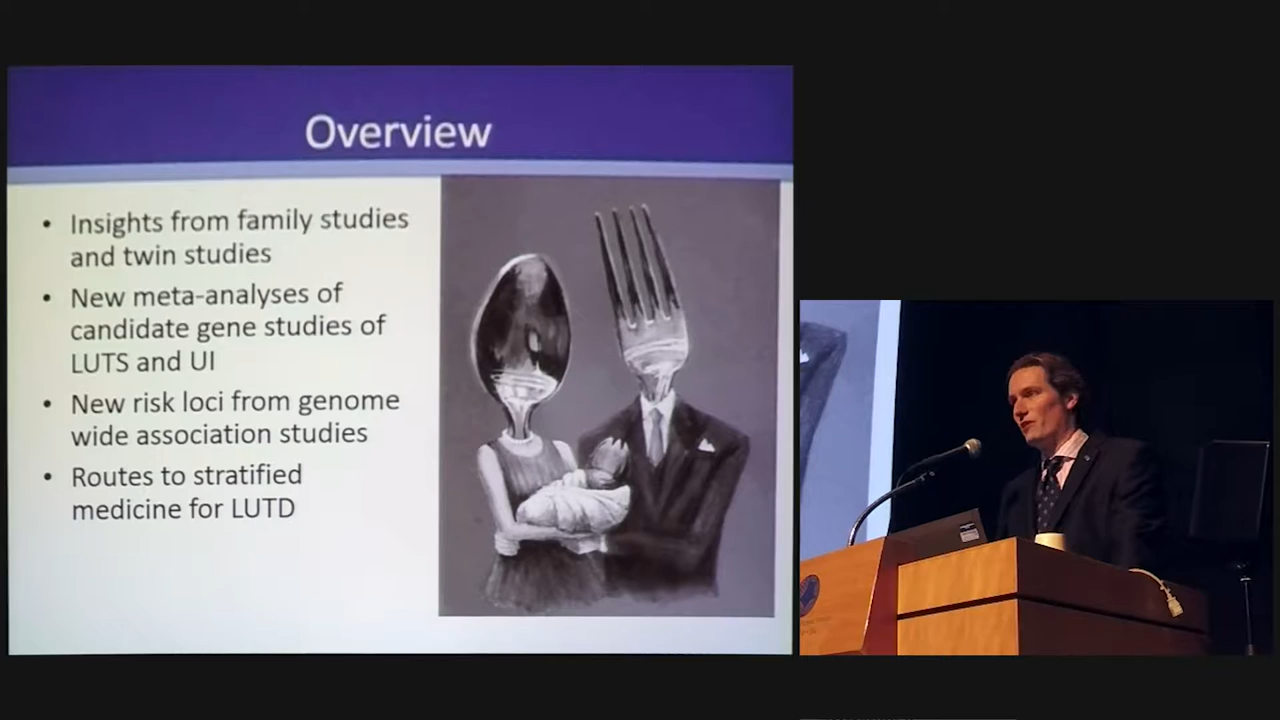 Overview
• Insights from family studies
and twin studies
• New meta-analyses of
candidate gene studies of
LUTS and UI
• New risk loci from genome
wide association studies
• Routes to stratified
medicine for LUTD